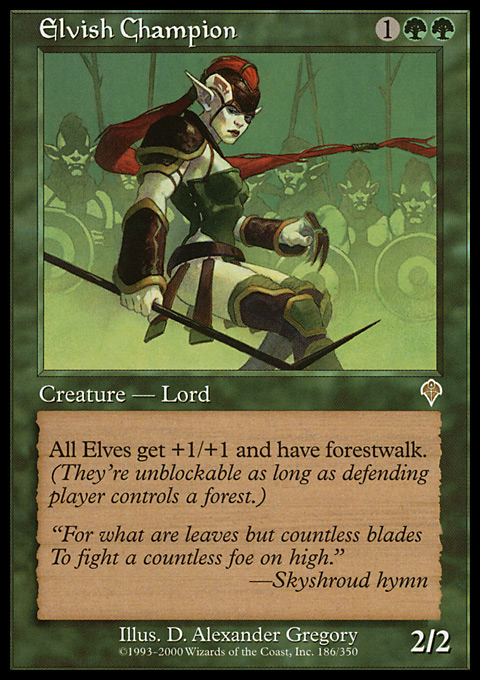 Elvish Champion 1
Creature — Lord
All Elves get +1/+1 and have forestwalk.
(They're unblockable as long as defending
player controls a forest.)
“For what are leaves but countless blades
To fight a countless foe on high.”
—Skyshroud hymn
Illus. D. Alexander Gregory
©1993-2000 Wizards of the Coast, Inc. 186/350
2/2